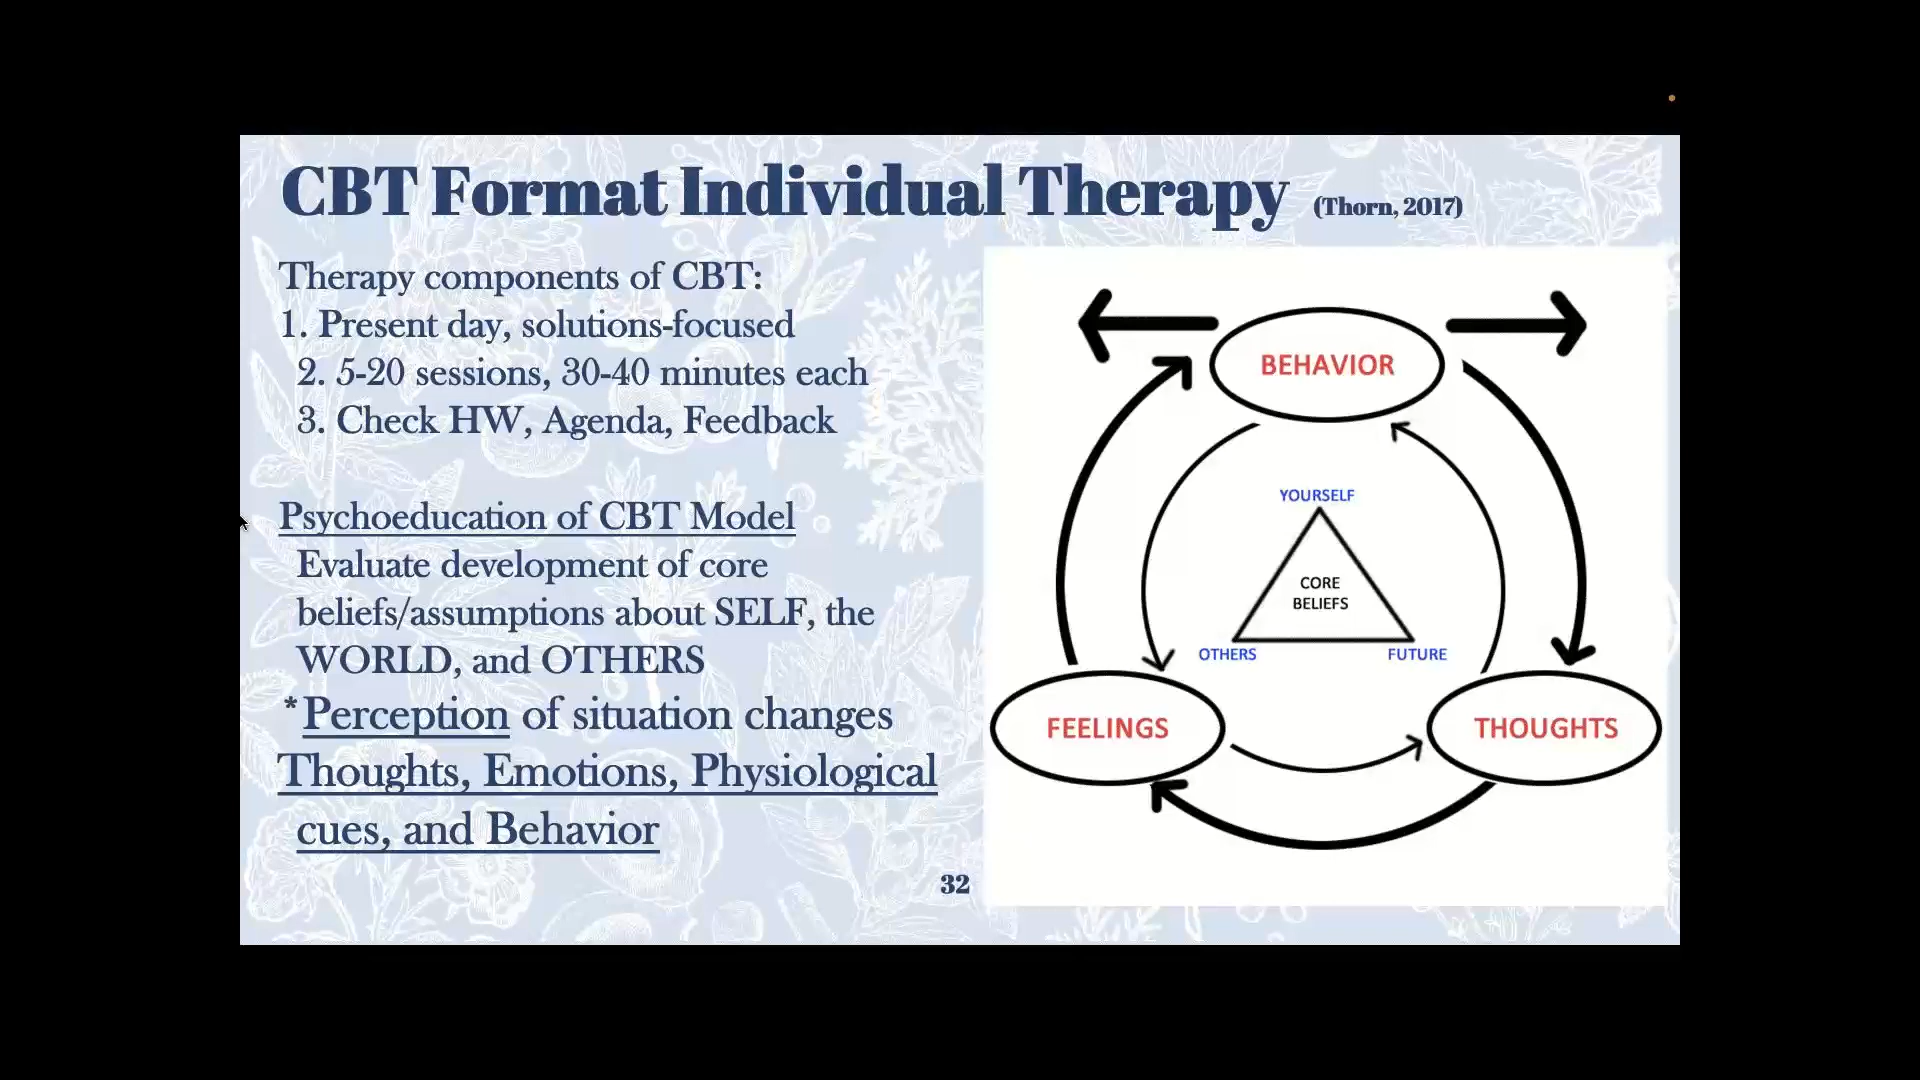 CBT Format Individual Therapy (Thorn, 2017)
Therapy components of CBT:
1. Present day, solutions-focused
2. 5-20 sessions, 30-40 minutes each
3. Check HW, Agenda, Feedback
Psychoeducation of CBT Model
Evaluate development of core
beliefs/assumptions about SELF, the
WORLD, and OTHERS
*Perception of situation changes
Thoughts, Emotions, Physiological
cues, and Behavior
32
BEHAVIOR
YOURSELF
CORE
BELIEFS
OTHERS
FUTURE
FEELINGS
THOUGHTS